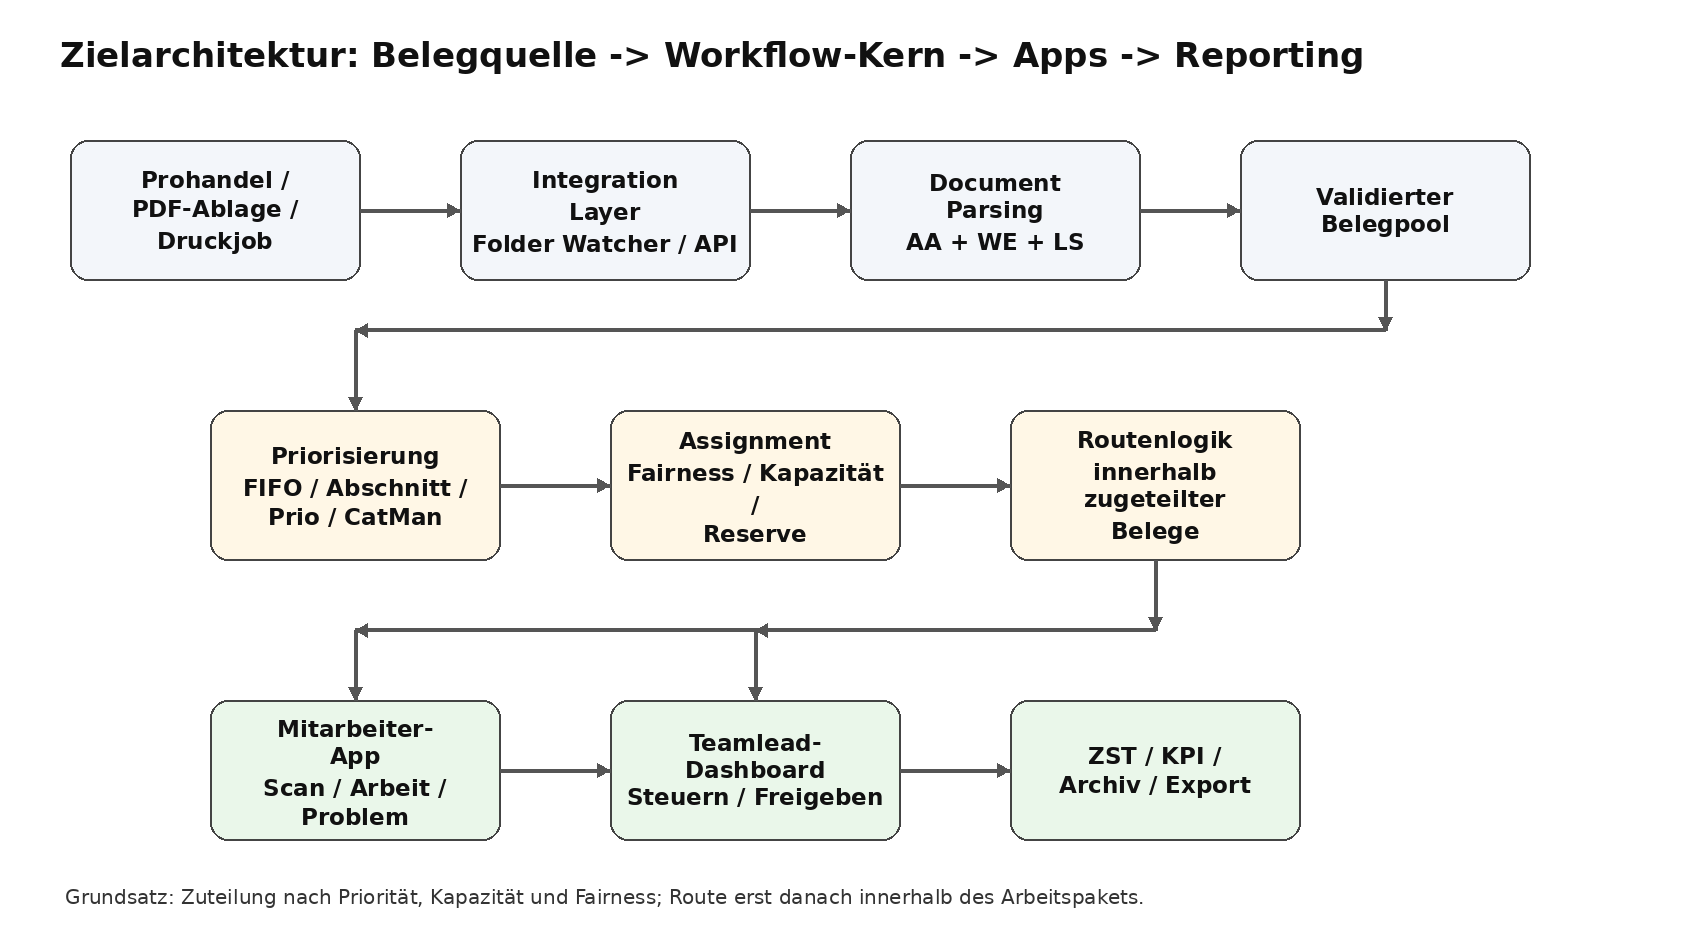 Zielarchitektur: Belegquelle -> Workflow-Kern -> Apps -> Reporting
Prohandel /
PDF-Ablage /
Druckjob
Integration
Layer
Folder Watcher / API
Document
Parsing
AA + WE + LS
Validierter
Belegpool
Priorisierung
FIFO / Abschnitt /
Prio / CatMan
Assignment
Fairness / Kapazität
/
Reserve
Routenlogik
innerhalb
zugeteilter
Belege
Mitarbeiter-
App
Scan / Arbeit /
Problem
Teamlead-
Dashboard
Steuern / Freigeben
ZST / KPI /
Archiv / Export
Grundsatz: Zuteilung nach Priorität, Kapazität und Fairness; Route erst danach innerhalb des Arbeitspakets.